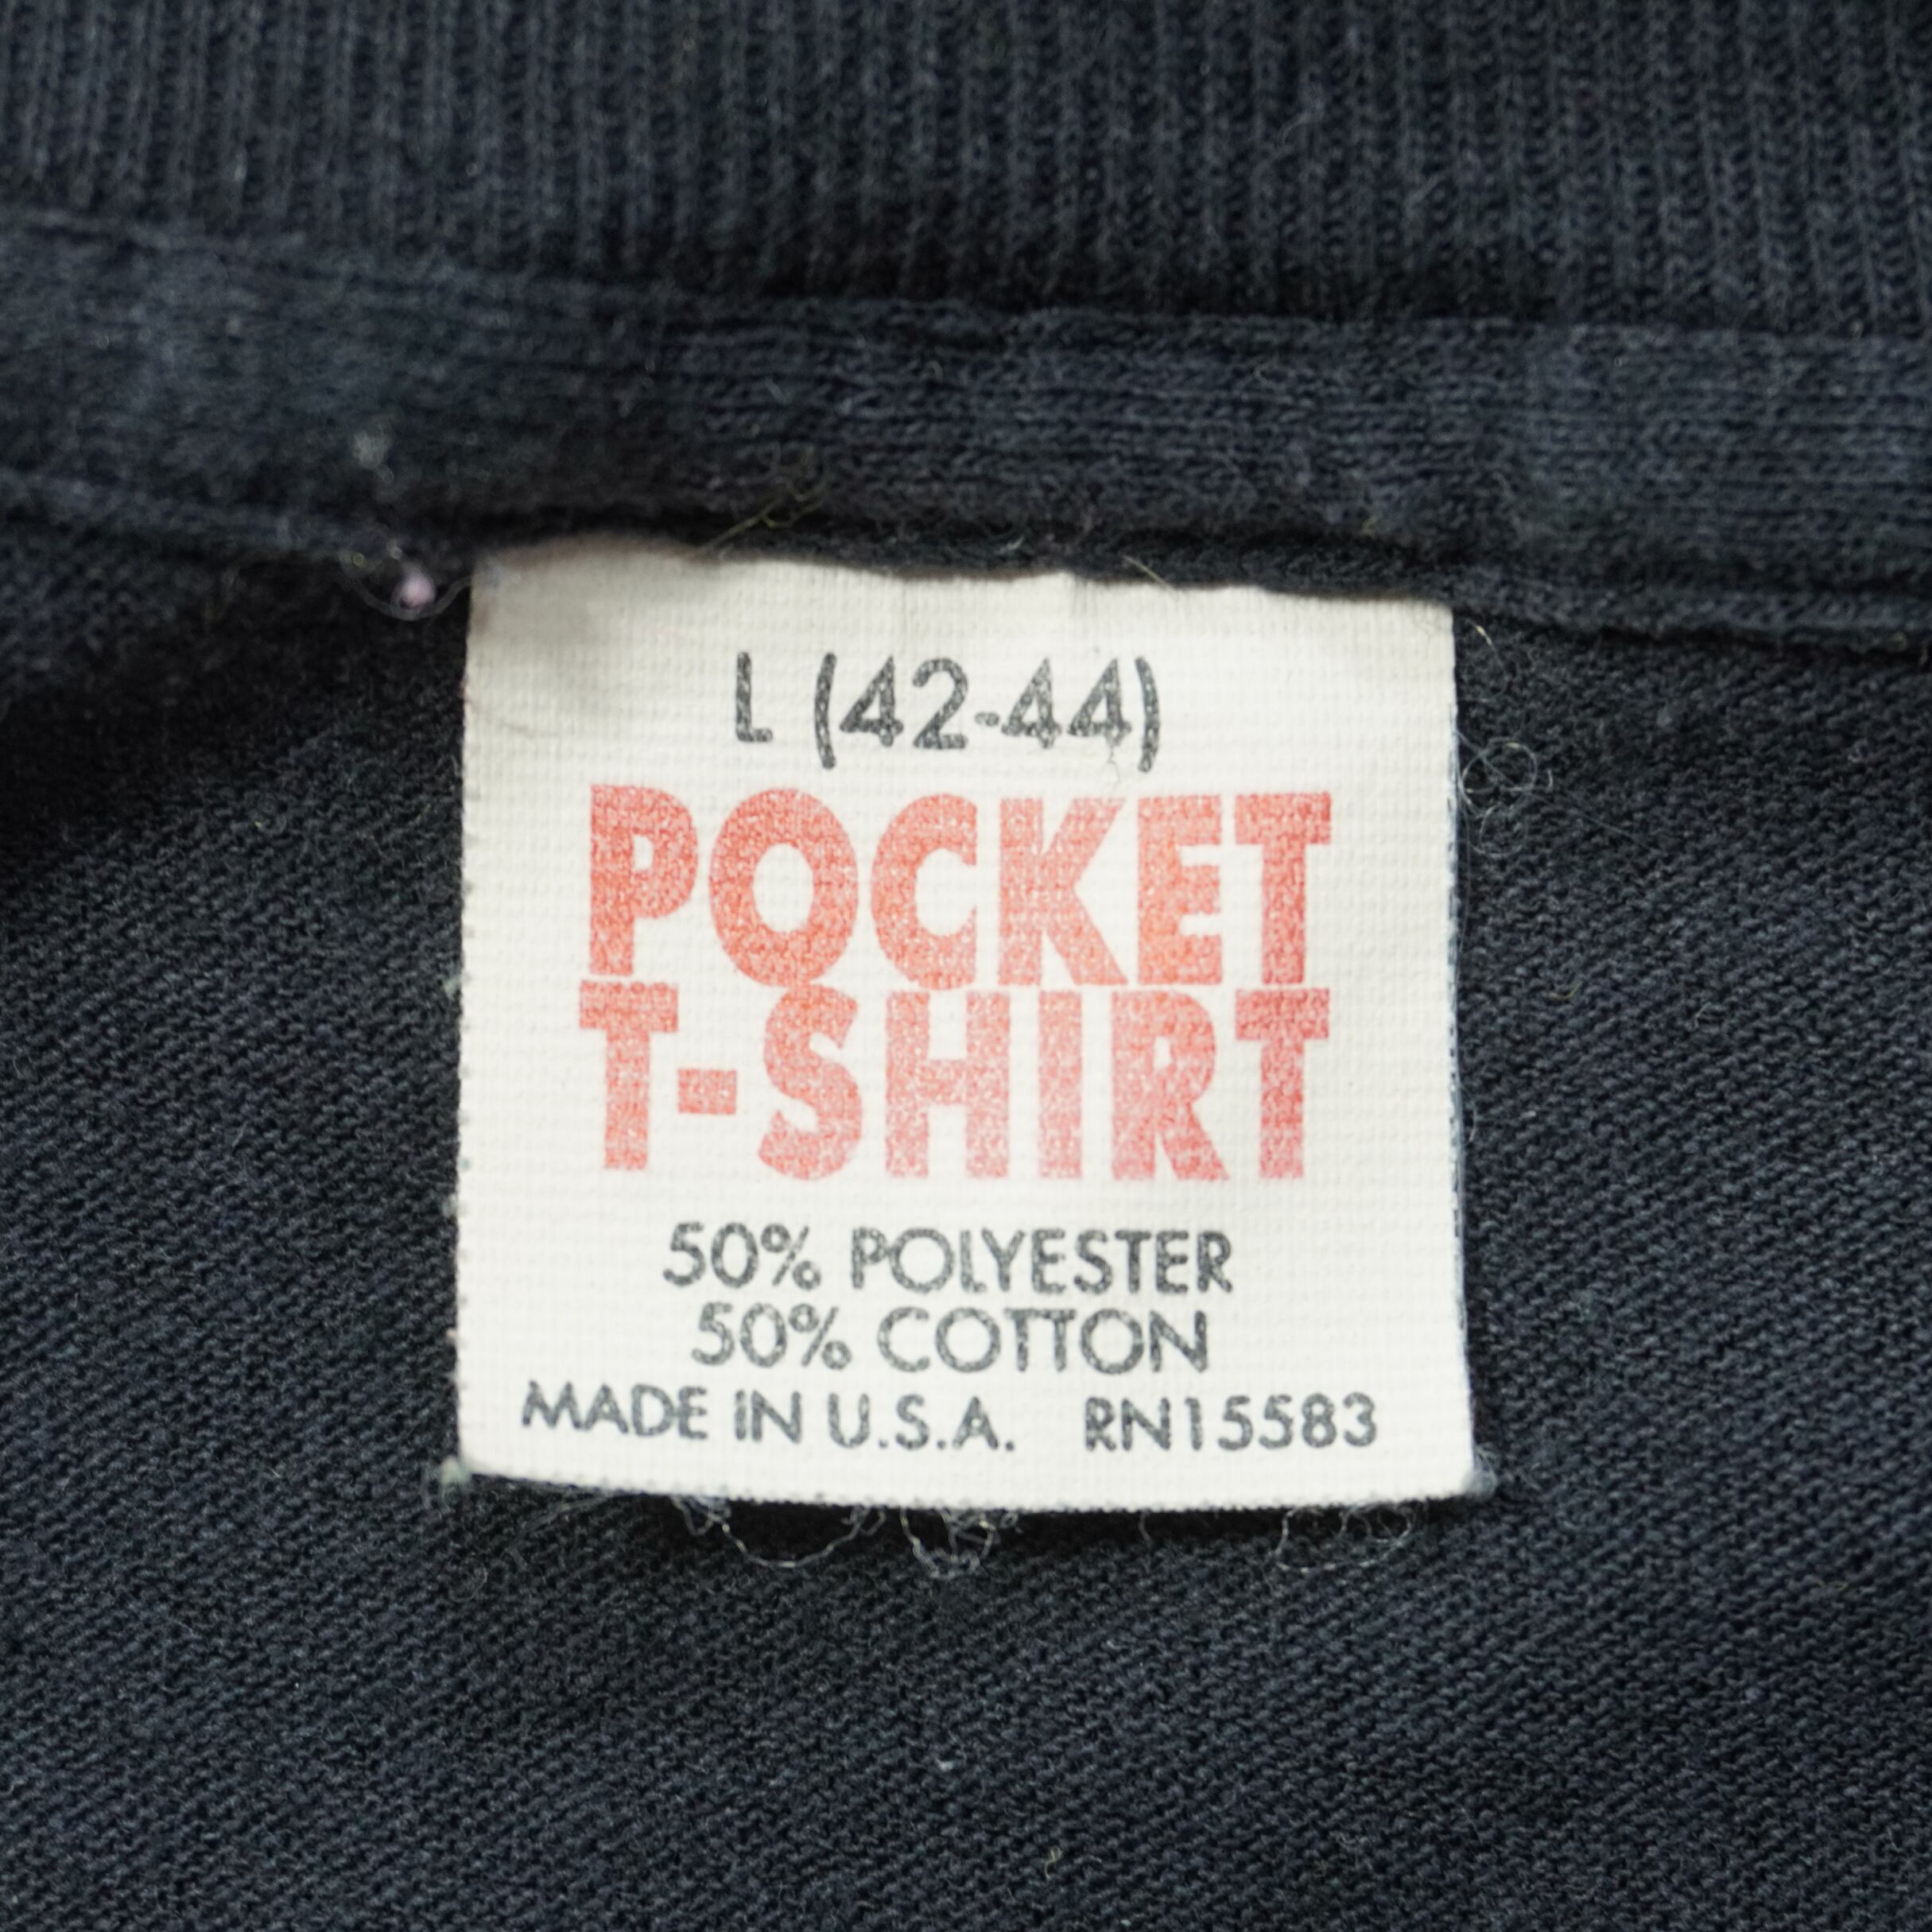 L (42-44)
POCKET
T-SHIRT
50% POLYESTER
50% COTTON
MADE IN U.S.A. RN15583